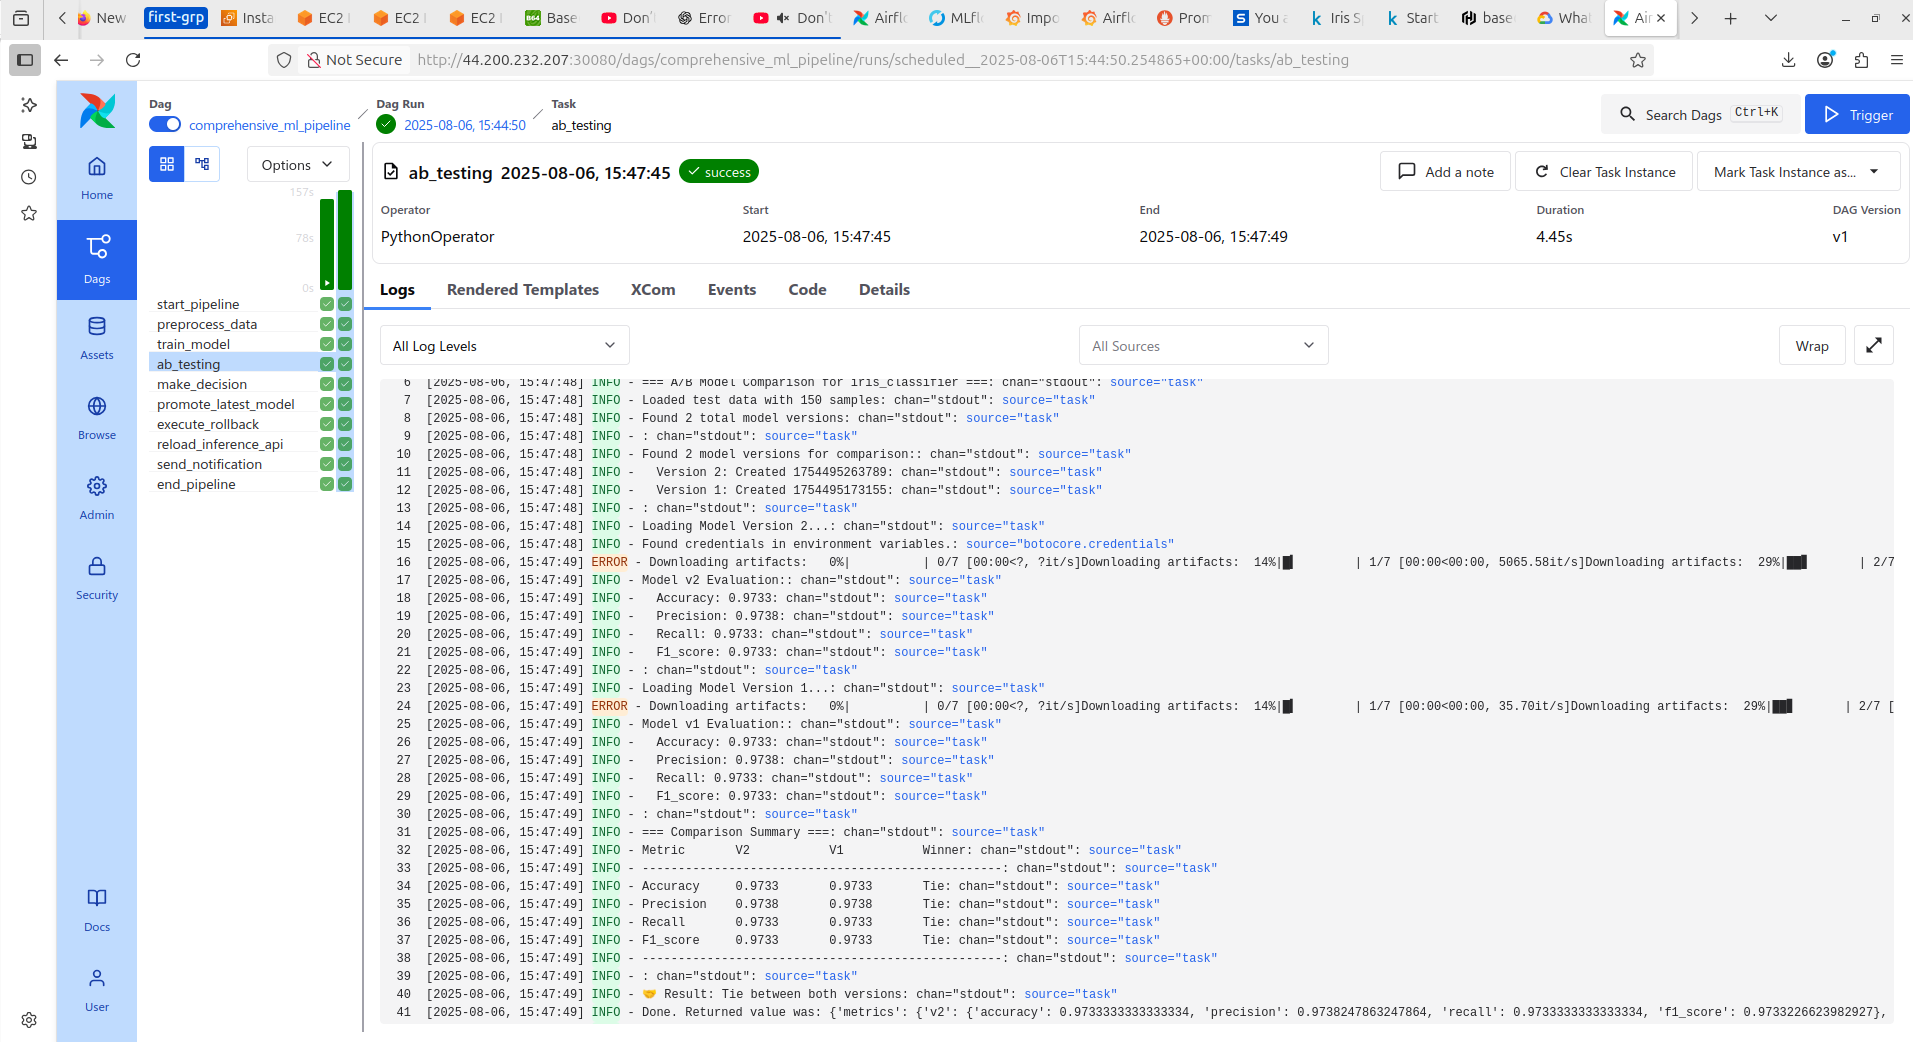 New
first-grp
Insta
EC2
EC2
EC2
Base
Don'
Error
Don't
Airfl
MLfl
Impo
Airfl
Pron
You a
Iris S
Start
base
What
Air
Not Secure
http://44.200.232.207:30080/dags/comprehensive_ml_pipeline/runs/scheduled__2025-08-06T15:44:50.254865+00:00/tasks/ab_testing
Dag
comprehensive_ml_pipeline
Dag Run
2025-08-06, 15:44:50
Task
ab_testing
Search Dags Ctrl+K
Trigger
Home
Dags
Assets
Browse
Admin
Security
Docs
User
Options
157s
78s
0s
start_pipeline
preprocess_data
train_model
ab_testing
make_decision
promote_latest_model
execute_rollback
reload_inference_api
send_notification
end_pipeline
ab_testing 2025-08-06, 15:47:45 success
Add a note
Clear Task Instance
Mark Task Instance as...
Operator Start End Duration DAG Version
PythonOperator 2025-08-06, 15:47:45 2025-08-06, 15:47:49 4.45s v1
Logs Rendered Templates XCom Events Code Details
All Log Levels
All Sources
Wrap
6 [2025-08-06, 15:47:48] INFO - === A/B Model Comparison for iris_classifier ===: chan="stdout": source="task"
7 [2025-08-06, 15:47:48] INFO - Loaded test data with 150 samples: chan="stdout": source="task"
8 [2025-08-06, 15:47:48] INFO - Found 2 total model versions: chan="stdout": source="task"
9 [2025-08-06, 15:47:48] INFO - : chan="stdout": source="task"
10 [2025-08-06, 15:47:48] INFO - Found 2 model versions for comparison:: chan="stdout": source="task"
11 [2025-08-06, 15:47:48] INFO - Version 2: Created 1754495263789: chan="stdout": source="task"
12 [2025-08-06, 15:47:48] INFO - Version 1: Created 1754495173155: chan="stdout": source="task"
13 [2025-08-06, 15:47:48] INFO - : chan="stdout": source="task"
14 [2025-08-06, 15:47:48] INFO - Loading Model Version 2...: chan="stdout": source="task"
15 [2025-08-06, 15:47:48] INFO - Found credentials in environment variables.: source="botocore.credentials"
16 [2025-08-06, 15:47:49] ERROR - Downloading artifacts: 0%| | 0/7 [00:00<?, ?it/s]Downloading artifacts: 14%|█▍ | 1/7 [00:00<00:00, 5065.58it/s]Downloading artifacts: 29%|██▊ | 2/7
17 [2025-08-06, 15:47:49] INFO - Model v2 Evaluation:: chan="stdout": source="task"
18 [2025-08-06, 15:47:49] INFO - Accuracy: 0.9733: chan="stdout": source="task"
19 [2025-08-06, 15:47:49] INFO - Precision: 0.9738: chan="stdout": source="task"
20 [2025-08-06, 15:47:49] INFO - Recall: 0.9733: chan="stdout": source="task"
21 [2025-08-06, 15:47:49] INFO - F1_score: 0.9733: chan="stdout": source="task"
22 [2025-08-06, 15:47:49] INFO - : chan="stdout": source="task"
23 [2025-08-06, 15:47:49] INFO - Loading Model Version 1...: chan="stdout": source="task"
24 [2025-08-06, 15:47:49] ERROR - Downloading artifacts: 0%| | 0/7 [00:00<?, ?it/s]Downloading artifacts: 14%|█▍ | 1/7 [00:00<00:00, 35.70it/s]Downloading artifacts: 29%|██▊ | 2/7 [
25 [2025-08-06, 15:47:49] INFO - Model v1 Evaluation:: chan="stdout": source="task"
26 [2025-08-06, 15:47:49] INFO - Accuracy: 0.9733: chan="stdout": source="task"
27 [2025-08-06, 15:47:49] INFO - Precision: 0.9738: chan="stdout": source="task"
28 [2025-08-06, 15:47:49] INFO - Recall: 0.9733: chan="stdout": source="task"
29 [2025-08-06, 15:47:49] INFO - F1_score: 0.9733: chan="stdout": source="task"
30 [2025-08-06, 15:47:49] INFO - : chan="stdout": source="task"
31 [2025-08-06, 15:47:49] INFO - === Comparison Summary ===: chan="stdout": source="task"
32 [2025-08-06, 15:47:49] INFO - Metric V2 V1 Winner: chan="stdout": source="task"
33 [2025-08-06, 15:47:49] INFO - --------------------------------------------------: chan="stdout": source="task"
34 [2025-08-06, 15:47:49] INFO - Accuracy 0.9733 0.9733 Tie: chan="stdout": source="task"
35 [2025-08-06, 15:47:49] INFO - Precision 0.9738 0.9738 Tie: chan="stdout": source="task"
36 [2025-08-06, 15:47:49] INFO - Recall 0.9733 0.9733 Tie: chan="stdout": source="task"
37 [2025-08-06, 15:47:49] INFO - F1_score 0.9733 0.9733 Tie: chan="stdout": source="task"
38 [2025-08-06, 15:47:49] INFO - --------------------------------------------------: chan="stdout": source="task"
39 [2025-08-06, 15:47:49] INFO - : chan="stdout": source="task"
40 [2025-08-06, 15:47:49] INFO - 🤝 Result: Tie between both versions: chan="stdout": source="task"
41 [2025-08-06, 15:47:49] INFO - Done. Returned value was: {'metrics': {'v2': {'accuracy': 0.9733333333333334, 'precision': 0.9738247863247864, 'recall': 0.9733333333333334, 'f1_score': 0.9733226623982927},